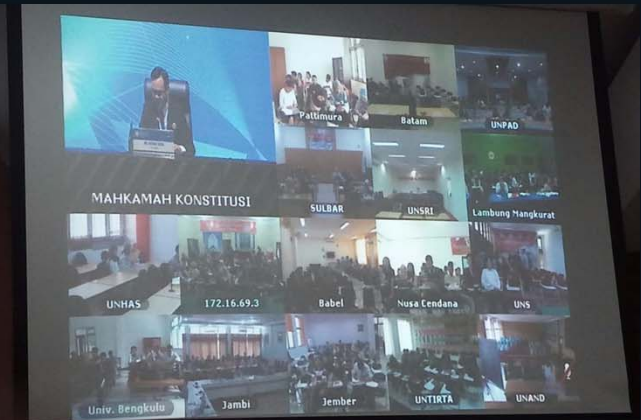 Pattimura
Batam
UNPAD
MAHKAMAH KONSTITUSI
SULBAR
UNSRI
Lambung Mangkurat
UNHAS
172.16.69.3
Babel
Nusa Cendana
UNS
Univ. Bengkulu
Jambi
Jember
UNTIRTA
UNAND